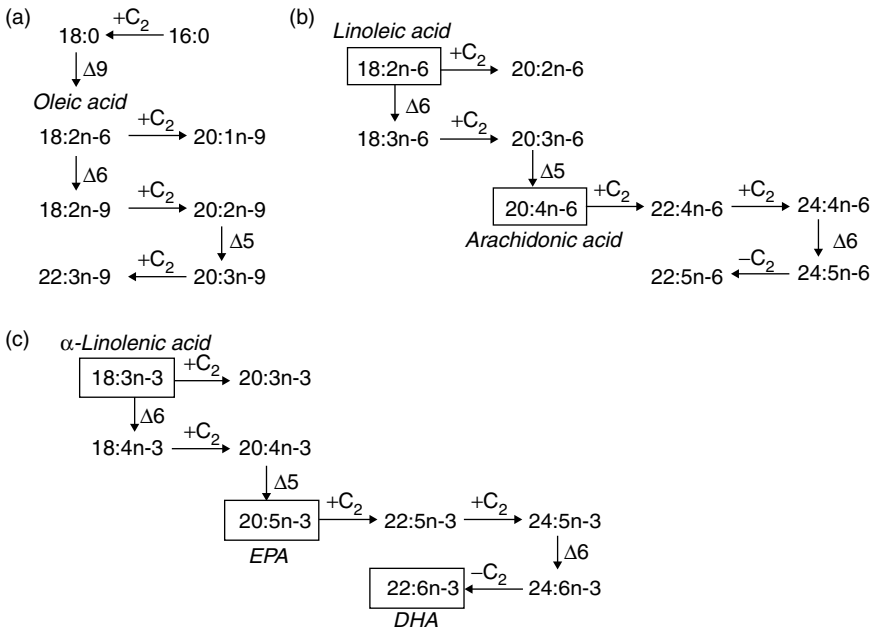 (a)
+C2
18:0 16:0
Δ9
Oleic acid
+C2
18:2n-6 20:1n-9
Δ6
+C2
18:2n-9 20:2n-9
Δ5
+C2
22:3n-9 20:3n-9
(b)
Linoleic acid
+C2
18:2n-6 20:2n-6
Δ6
+C2
18:3n-6 20:3n-6
Δ5
+C2 +C2
20:4n-6 22:4n-6 24:4n-6
Arachidonic acid
Δ6
−C2
22:5n-6 24:5n-6
(c)
α-Linolenic acid
+C2
18:3n-3 20:3n-3
Δ6
+C2
18:4n-3 20:4n-3
Δ5
+C2 +C2
20:5n-3 22:5n-3 24:5n-3
EPA
Δ6
−C2
22:6n-3 24:6n-3
DHA